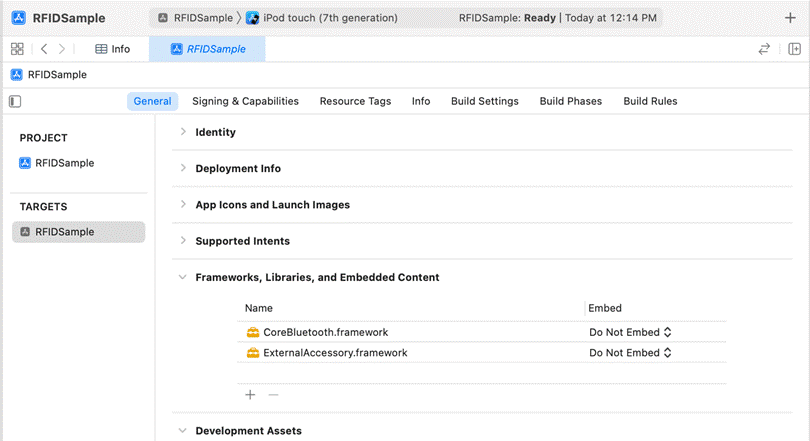 RFIDSample
RFIDSample 〉 iPod touch (7th generation)
RFIDSample: Ready | Today at 12:14 PM
Info
RFIDSample
RFIDSample
General
Signing & Capabilities
Resource Tags
Info
Build Settings
Build Phases
Build Rules
PROJECT
RFIDSample
TARGETS
RFIDSample
Identity
Deployment Info
App Icons and Launch Images
Supported Intents
Frameworks, Libraries, and Embedded Content
Name Embed
CoreBluetooth.framework Do Not Embed
ExternalAccessory.framework Do Not Embed
Development Assets